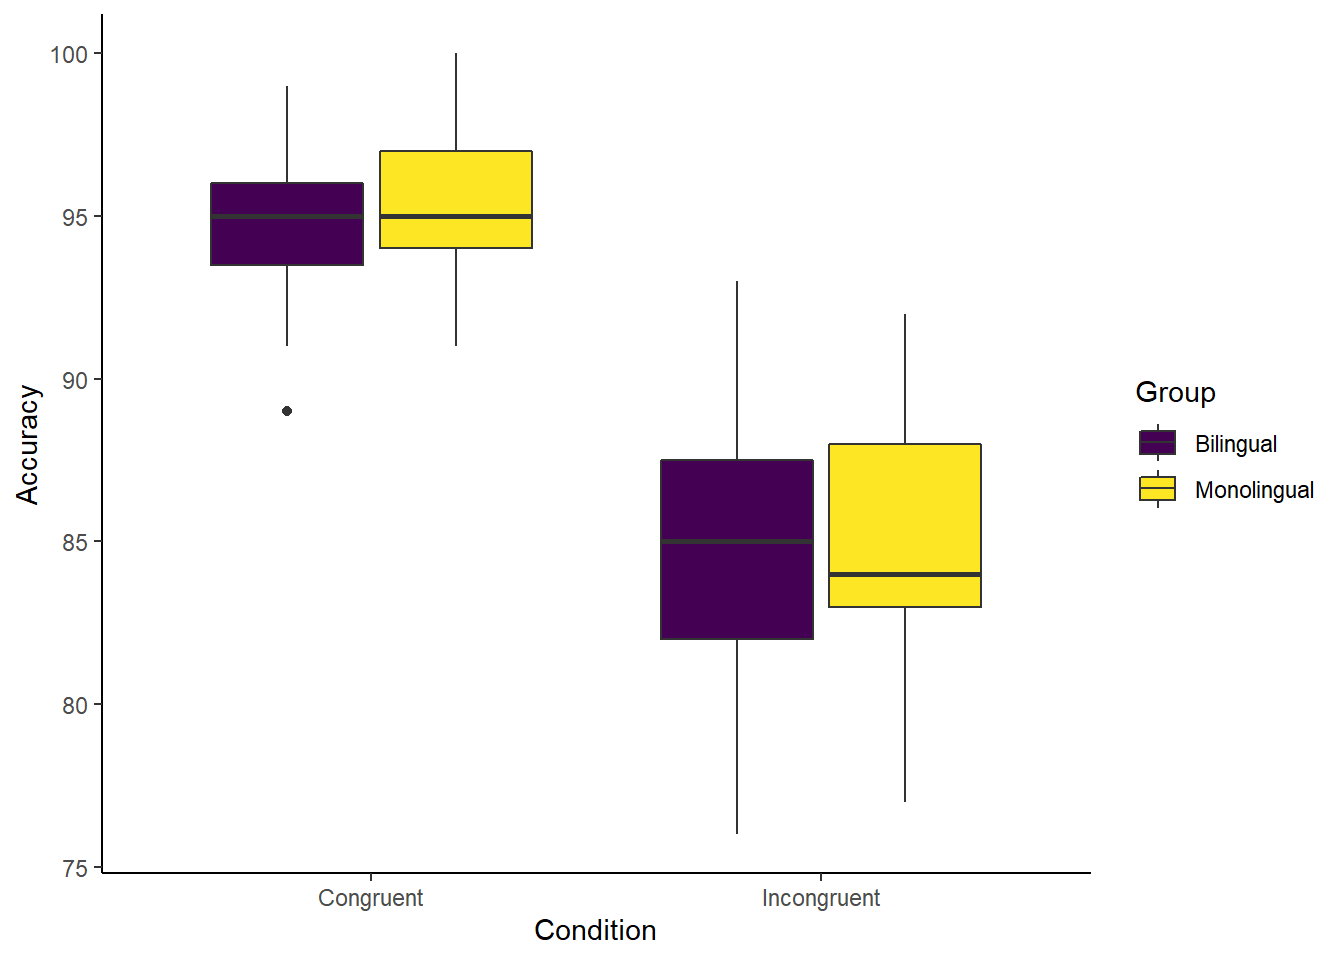 100
95
90
85
80
75
Accuracy
Congruent
Incongruent
Condition
Group
Bilingual
Monolingual